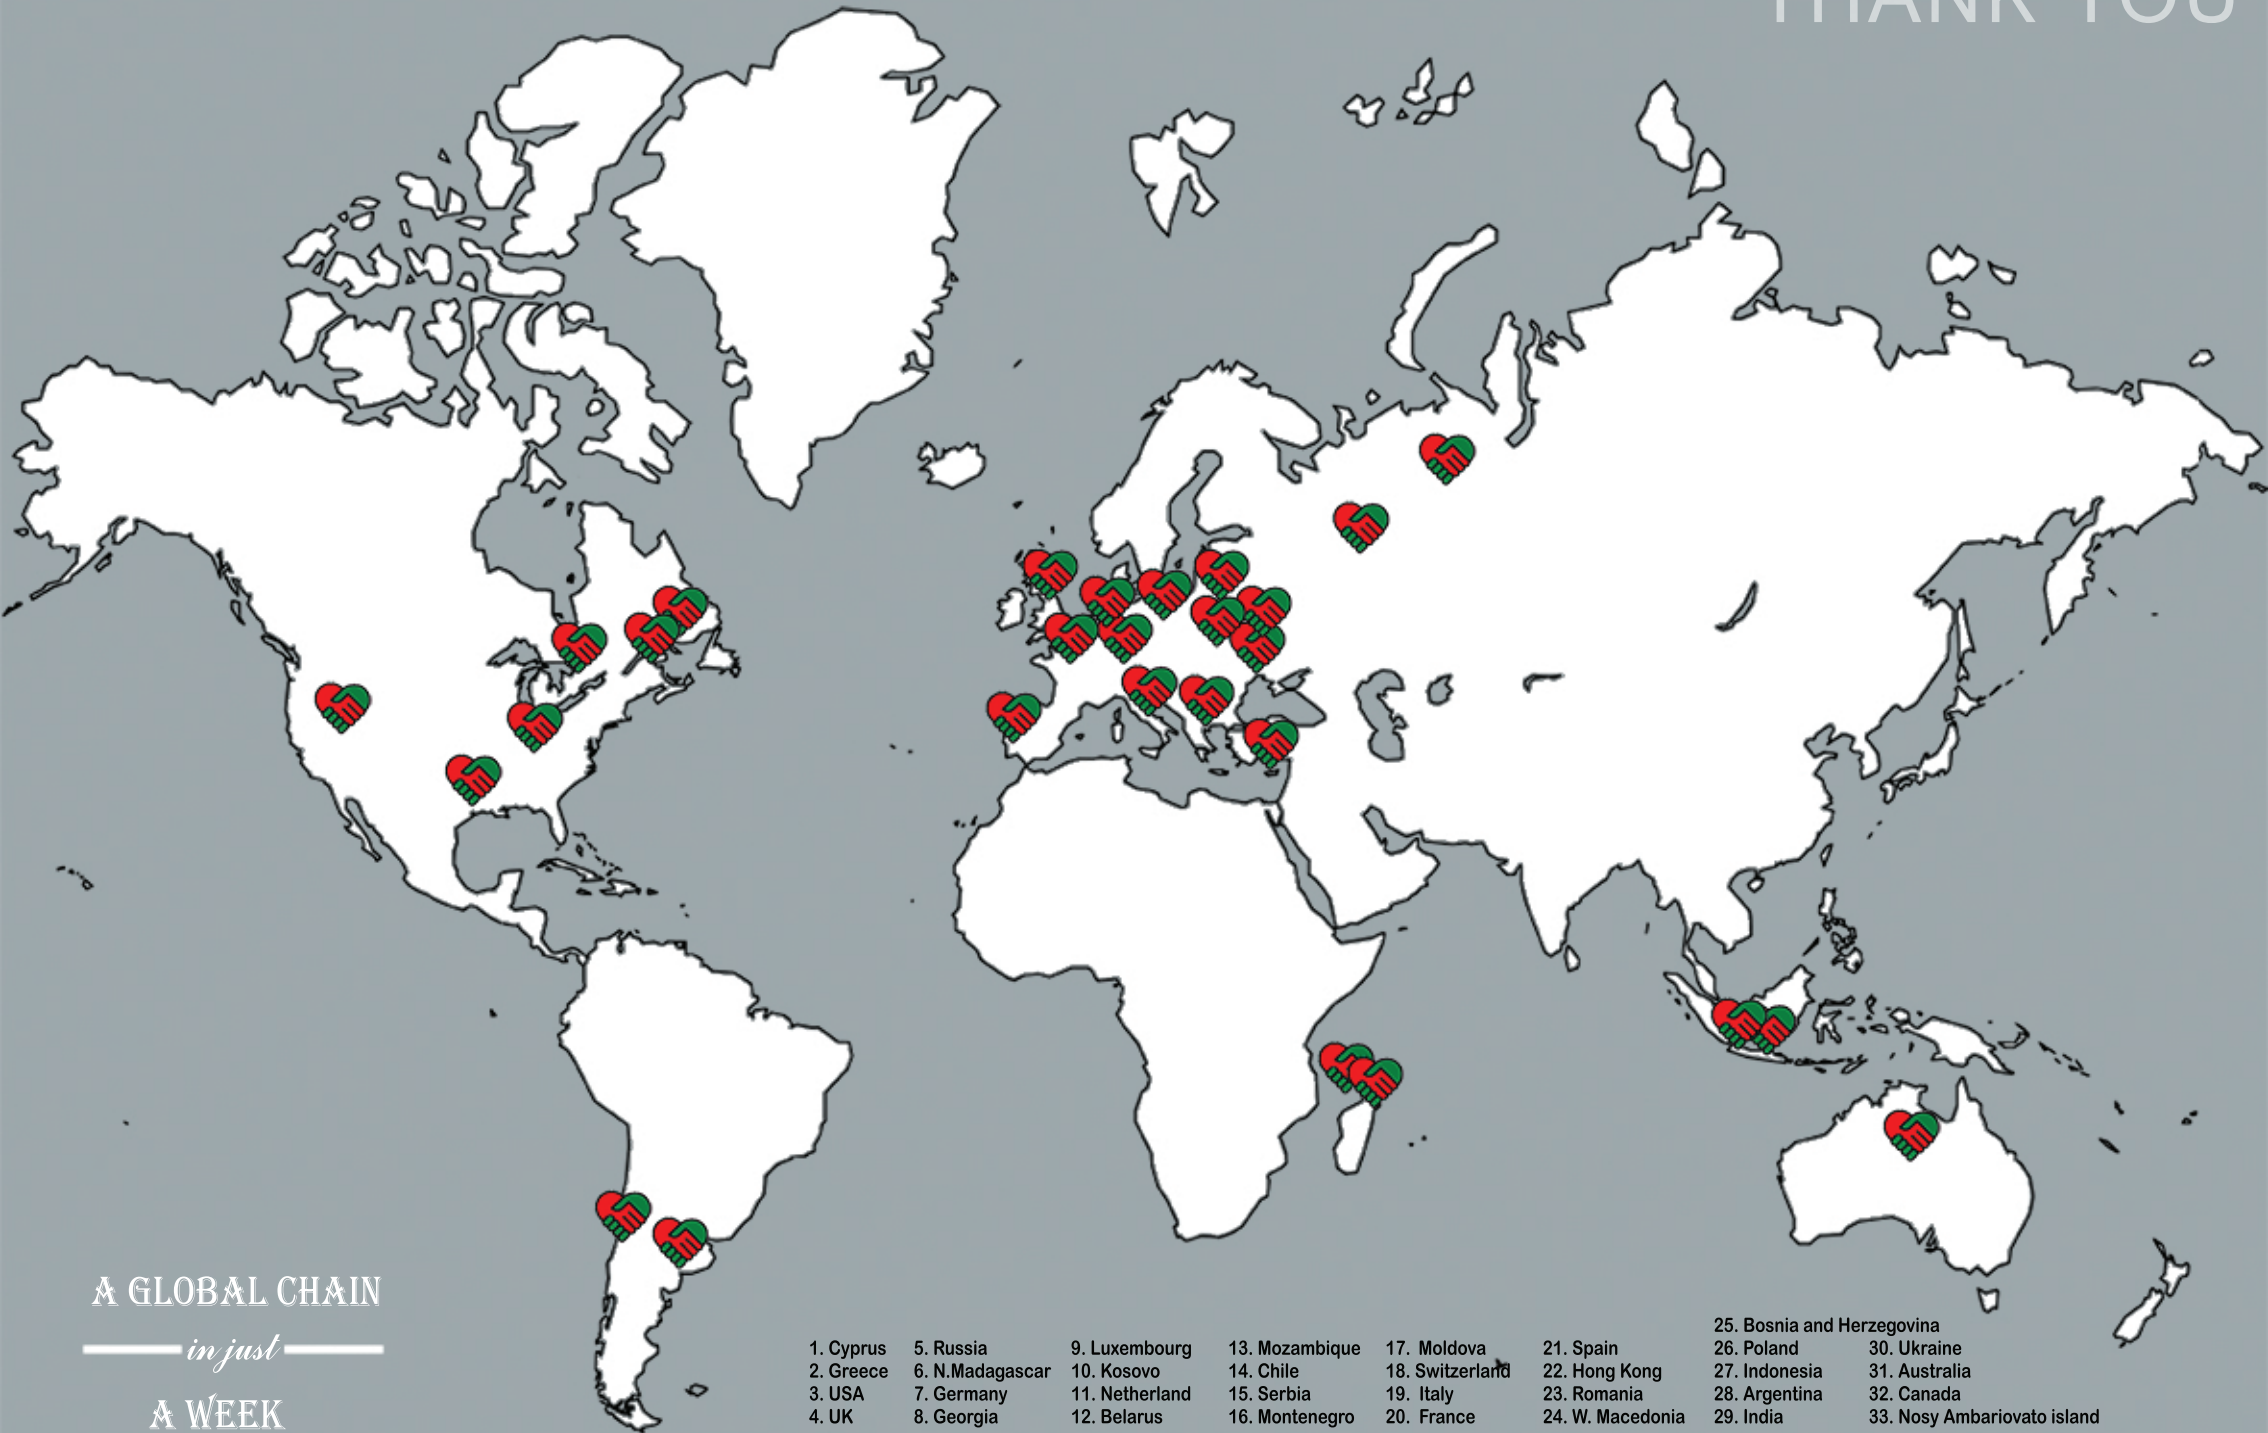 THANK YOU
A GLOBAL CHAIN
in just
A WEEK
1. Cyprus
2. Greece
3. USA
4. UK
5. Russia
6. N.Madagascar
7. Germany
8. Georgia
9. Luxembourg
10. Kosovo
11. Netherland
12. Belarus
13. Mozambique
14. Chile
15. Serbia
16. Montenegro
17. Moldova
18. Switzerland
19. Italy
20. France
21. Spain
22. Hong Kong
23. Romania
24. W. Macedonia
25. Bosnia and Herzegovina
26. Poland
27. Indonesia
28. Argentina
29. India
30. Ukraine
31. Australia
32. Canada
33. Nosy Ambariovato island